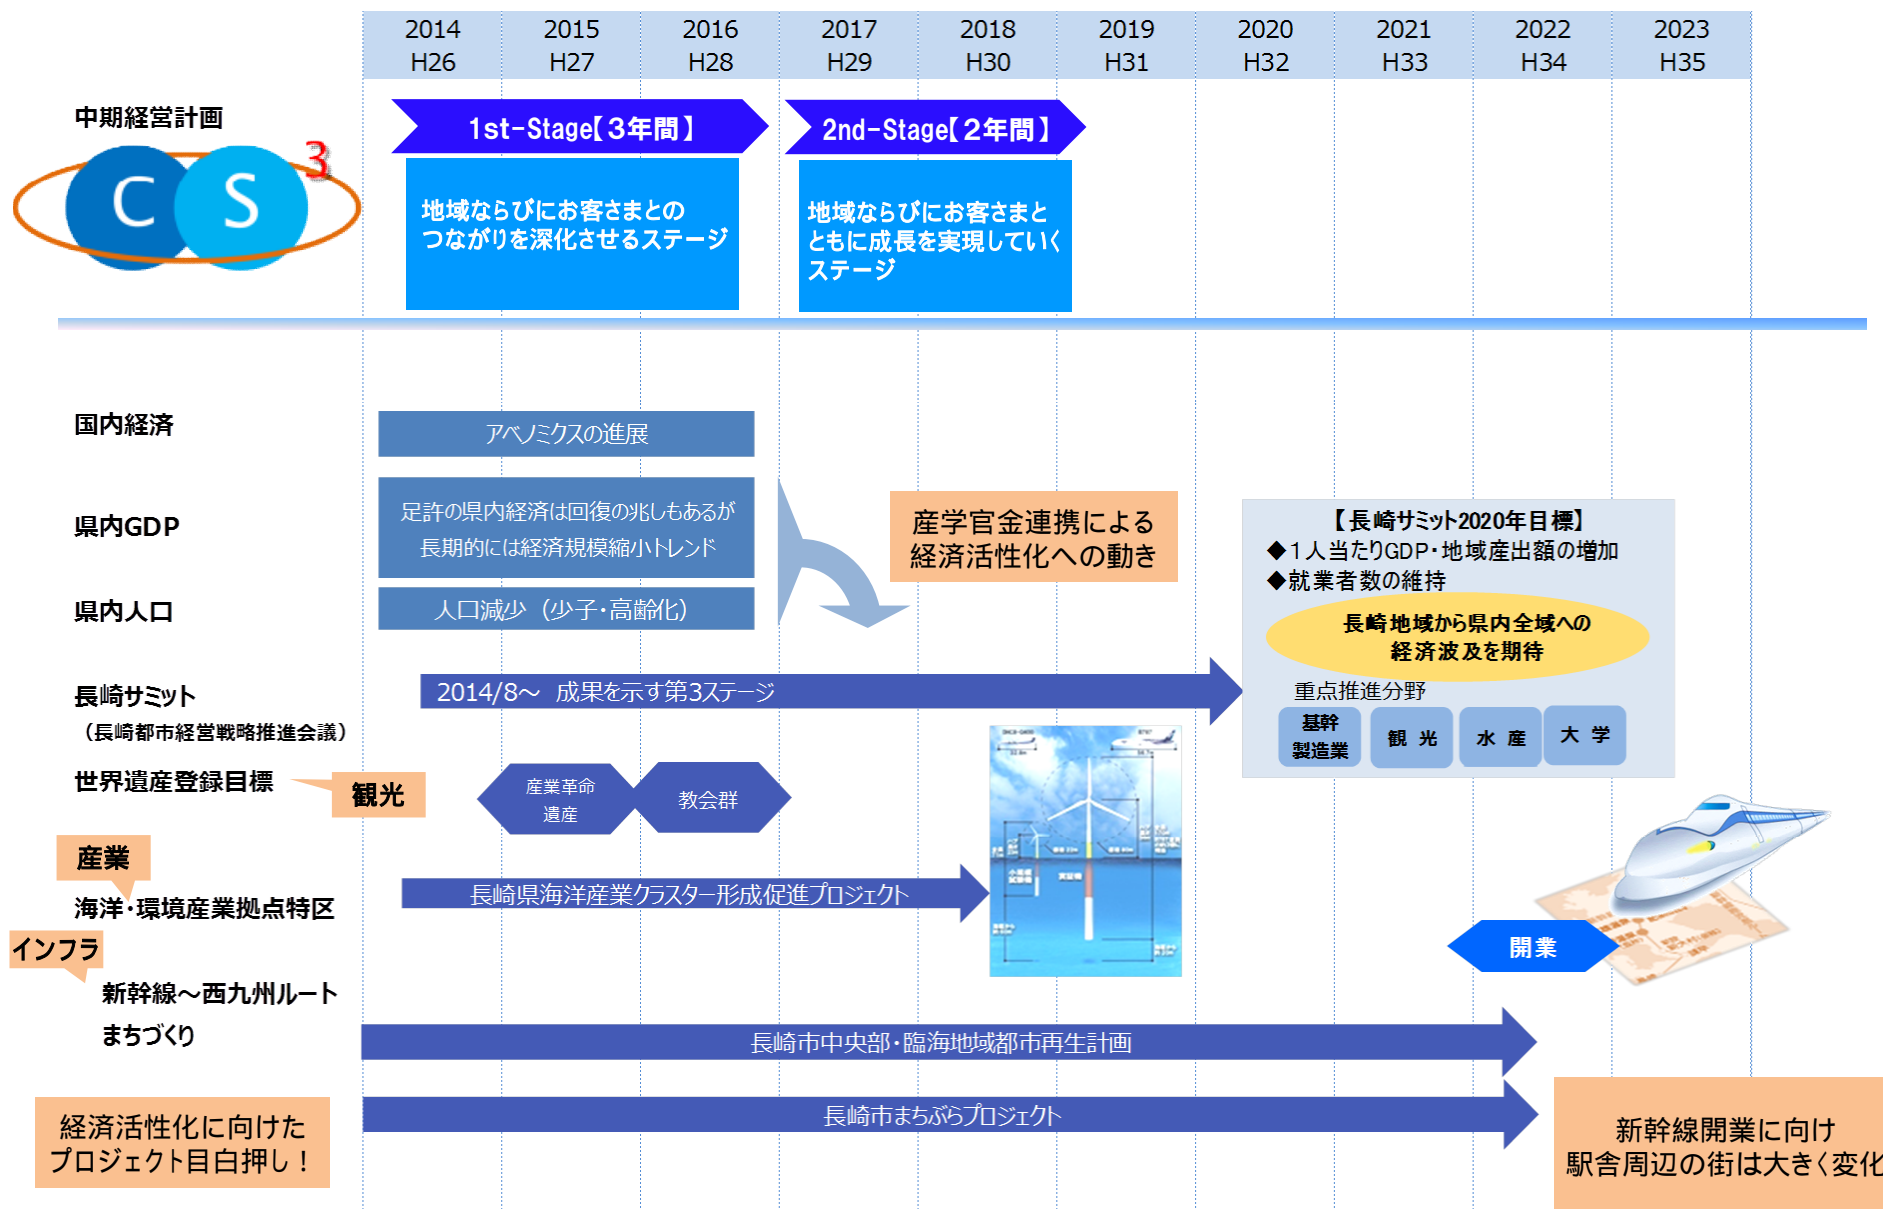 2014 2015 2016 2017 2018 2019 2020 2021 2022 2023
H26 H27 H28 H29 H30 H31 H32 H33 H34 H35
中期経営計画
C S 3
1st-Stage【３年間】
地域ならびにお客さまとの
つながりを深化させるステージ
2nd-Stage【２年間】
地域ならびにお客さまと
ともに成長を実現していく
ステージ
国内経済
アベノミクスの進展
県内GDP
足許の県内経済は回復の兆しもあるが
長期的には経済規模縮小トレンド
県内人口
人口減少（少子・高齢化）
産学官金連携による
経済活性化への動き
【長崎サミット2020年目標】
◆１人当たりGDP・地域産出額の増加
◆就業者数の維持
長崎地域から県内全域への
経済波及を期待
重点推進分野
基幹
製造業
観 光
水 産
大 学
長崎サミット
（長崎都市経営戦略推進会議）
2014/8～ 成果を示す第3ステージ
世界遺産登録目標
観光
産業革命
遺産
教会群
産業
海洋・環境産業拠点特区
長崎県海洋産業クラスター形成促進プロジェクト
インフラ
新幹線～西九州ルート
開業
まちづくり
長崎市中央部・臨海地域都市再生計画
長崎市まちぶらプロジェクト
経済活性化に向けた
プロジェクト目白押し！
新幹線開業に向け
駅舎周辺の街は大きく変化